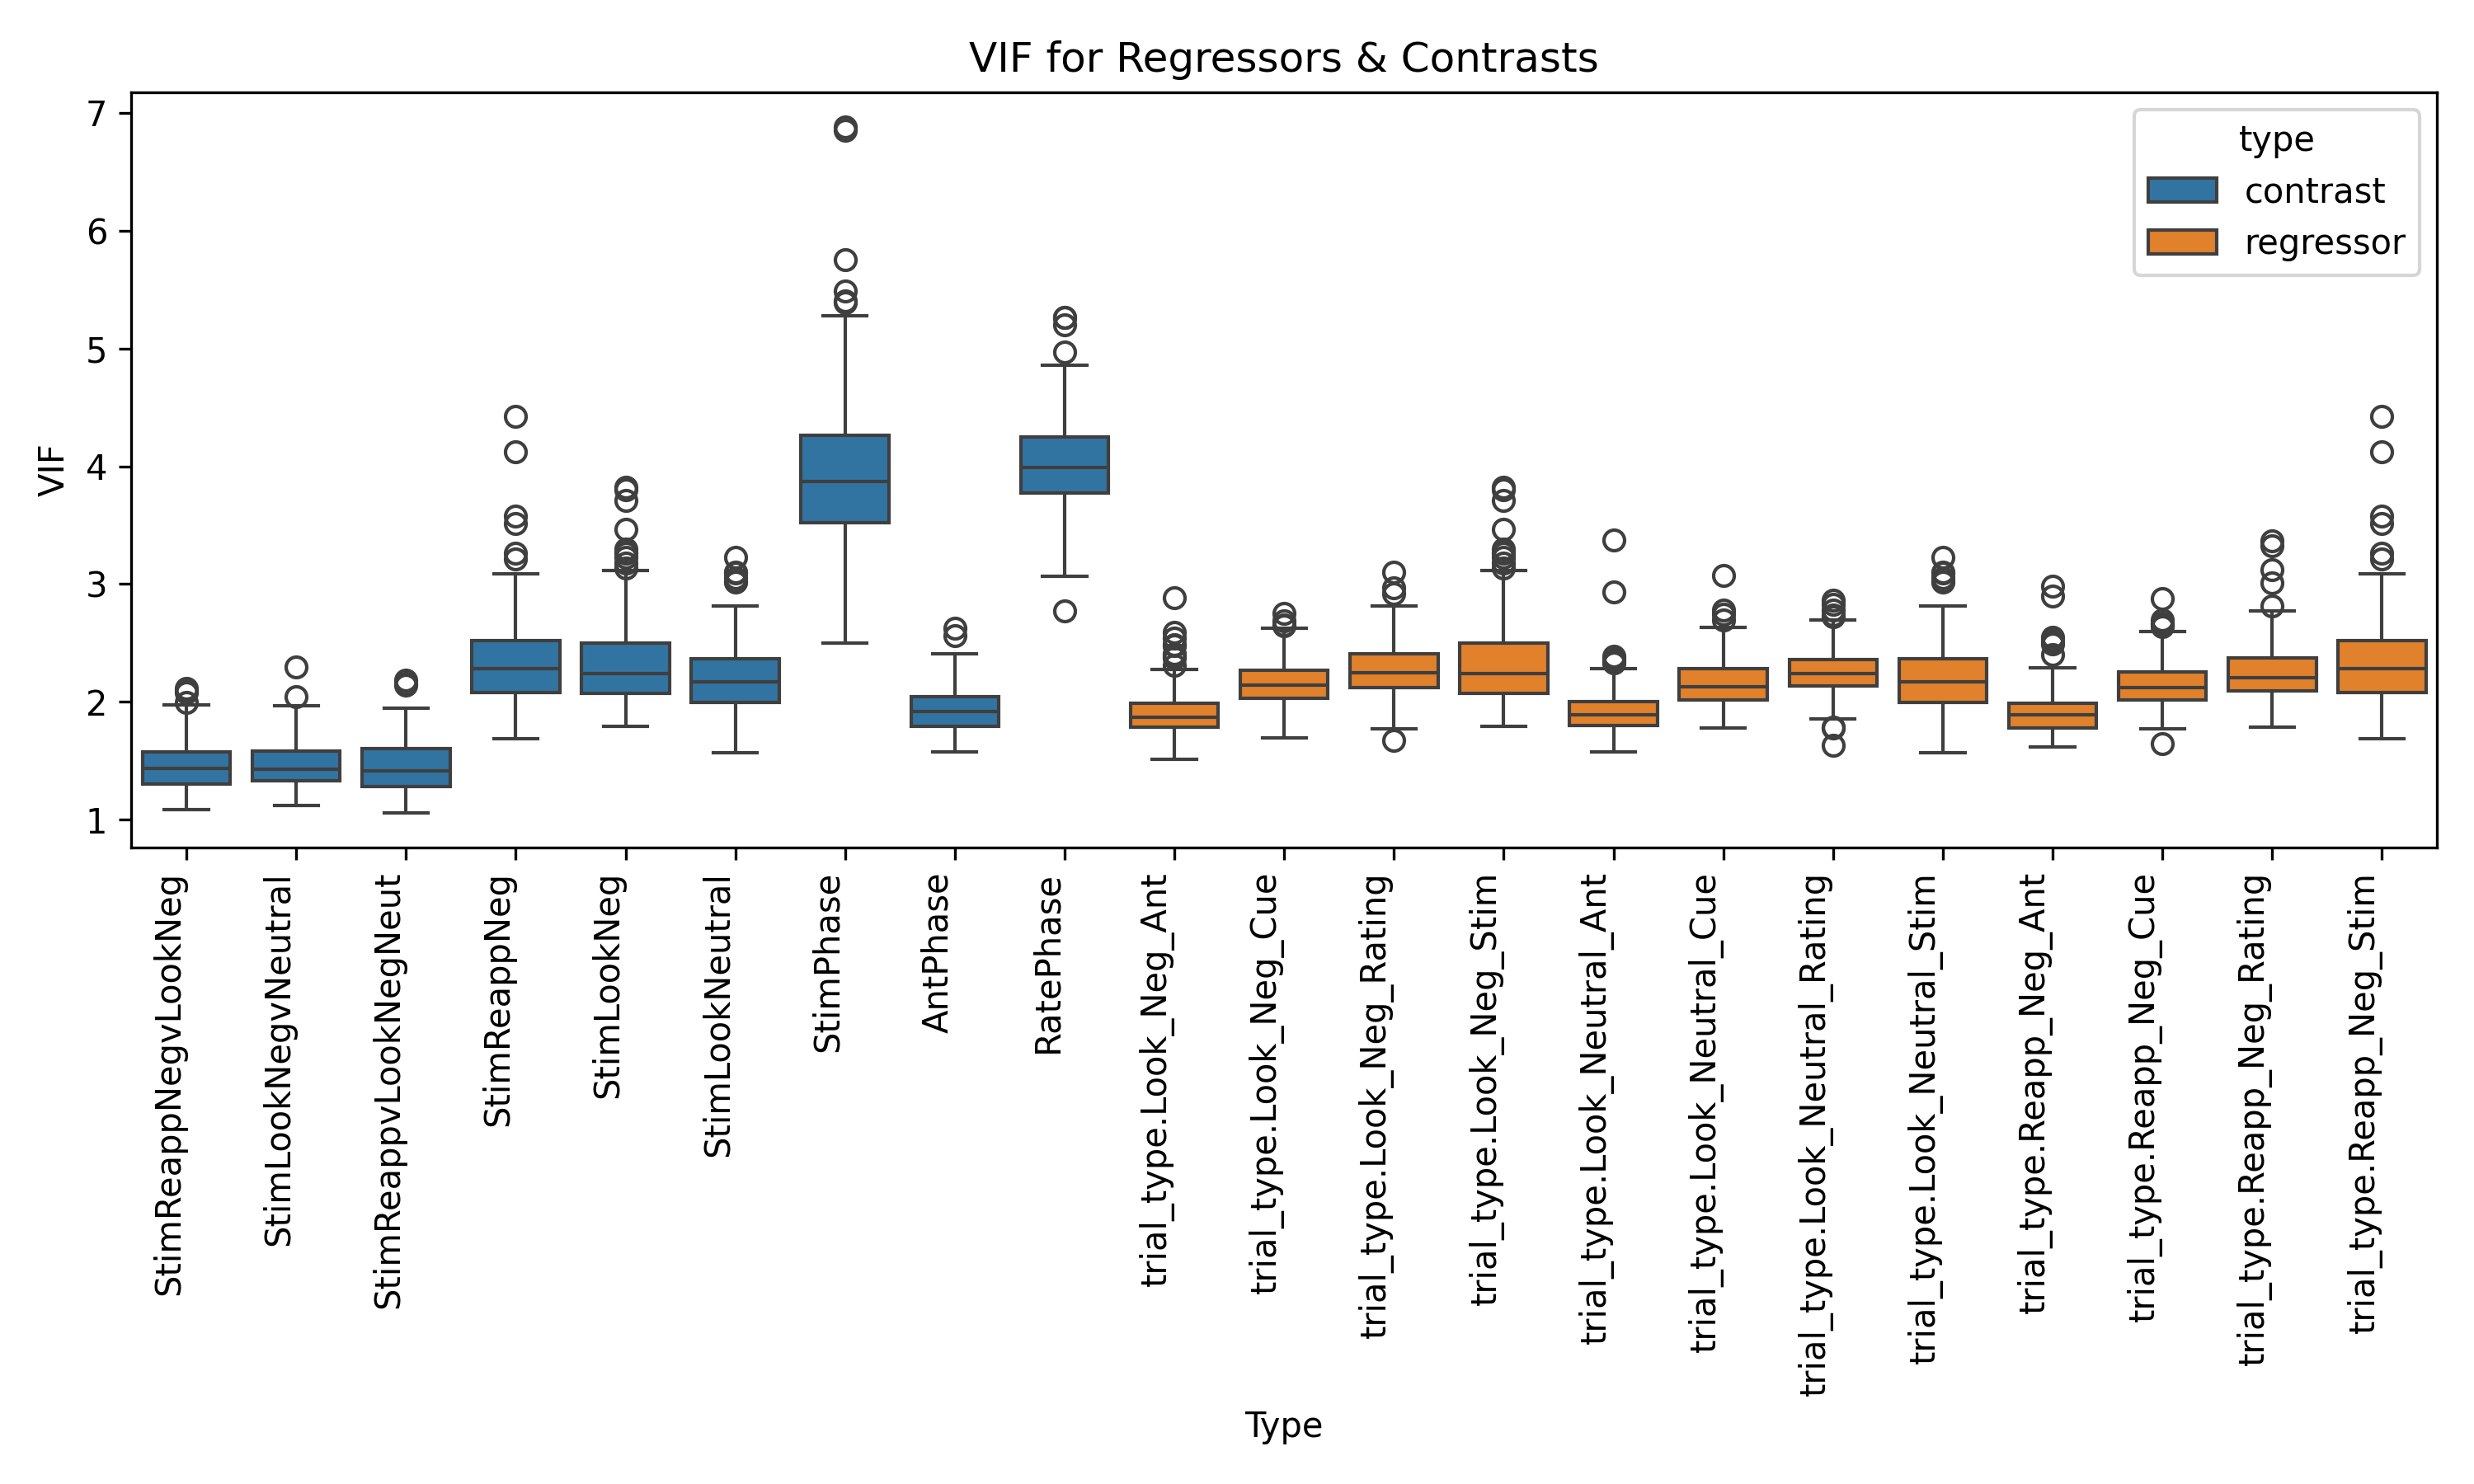 VIF for Regressors & Contrasts
7
6
5
4
3
2
1
VIF
type
contrast
regressor
StimReappNegvLookNeg
StimLookNegvNeutral
StimReappvLookNegNeut
StimReappNeg
StimLookNeg
StimLookNeutral
StimPhase
AntPhase
RatePhase
trial_type.Look_Neg_Ant
trial_type.Look_Neg_Cue
trial_type.Look_Neg_Rating
trial_type.Look_Neg_Stim
trial_type.Look_Neutral_Ant
trial_type.Look_Neutral_Cue
trial_type.Look_Neutral_Rating
trial_type.Look_Neutral_Stim
trial_type.Reapp_Neg_Ant
trial_type.Reapp_Neg_Cue
trial_type.Reapp_Neg_Rating
trial_type.Reapp_Neg_Stim
Type